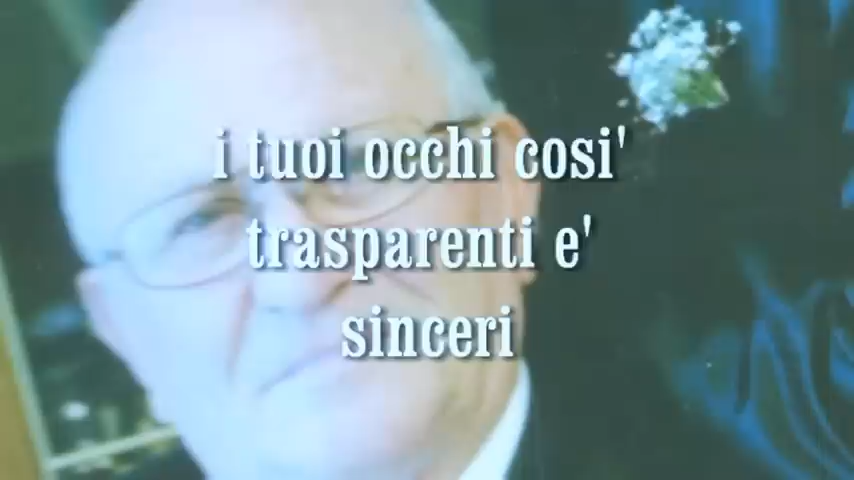 i tuoi occhi cosi'
trasparenti e'
sinceri